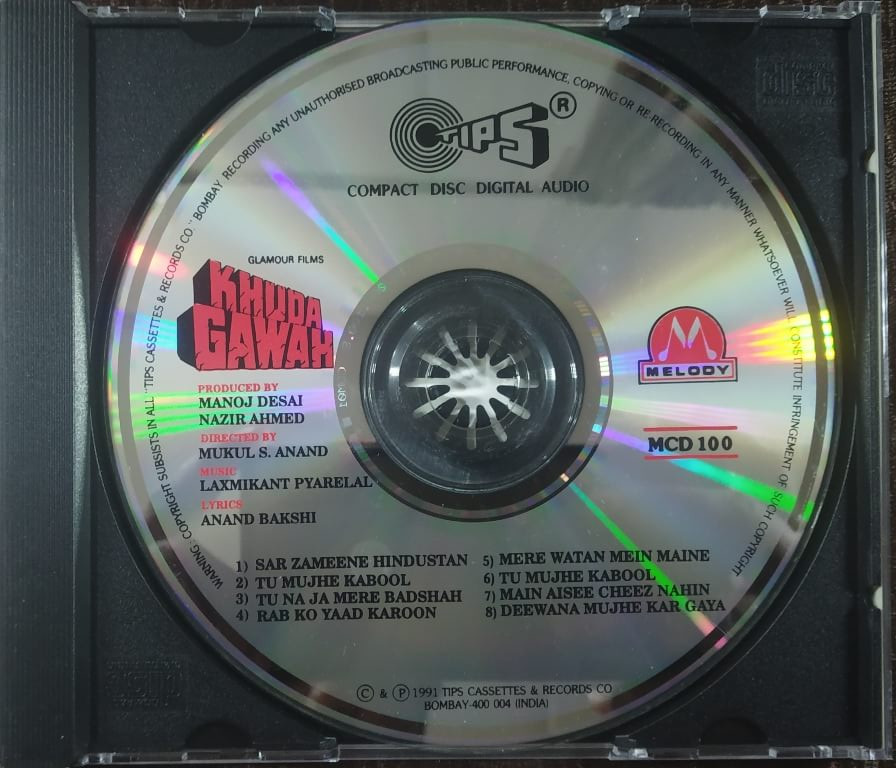 WARNING: COPYRIGHT SUBSISTS IN ALL "TIPS CASSETTES & RECORDS CO." BOMBAY RECORDING ANY UNAUTHORISED BROADCASTING PUBLIC PERFORMANCE, COPYING OR RE RECORDING IN ANY MANNER WHATSOEVER WILL CONSTITUTE INFRINGEMENT OF SUCH COPYRIGHT
TIPS ®
COMPACT DISC DIGITAL AUDIO
GLAMOUR FILMS
KHUDA
GAWAH
PRODUCED BY
MANOJ DESAI
NAZIR AHMED
DIRECTED BY
MUKUL S. ANAND
MUSIC
LAXMIKANT PYARELAL
LYRICS
ANAND BAKSHI
M
MELODY
MCD 100
1) SAR ZAMEENE HINDUSTAN
2) TU MUJHE KABOOL
3) TU NA JA MERE BADSHAH
4) RAB KO YAAD KAROON
5) MERE WATAN MEIN MAINE
6) TU MUJHE KABOOL
7) MAIN AISEE CHEEZ NAHIN
8) DEEWANA MUJHE KAR GAYA
© & ℗ 1991 TIPS CASSETTES & RECORDS CO
BOMBAY-400 004 (INDIA)